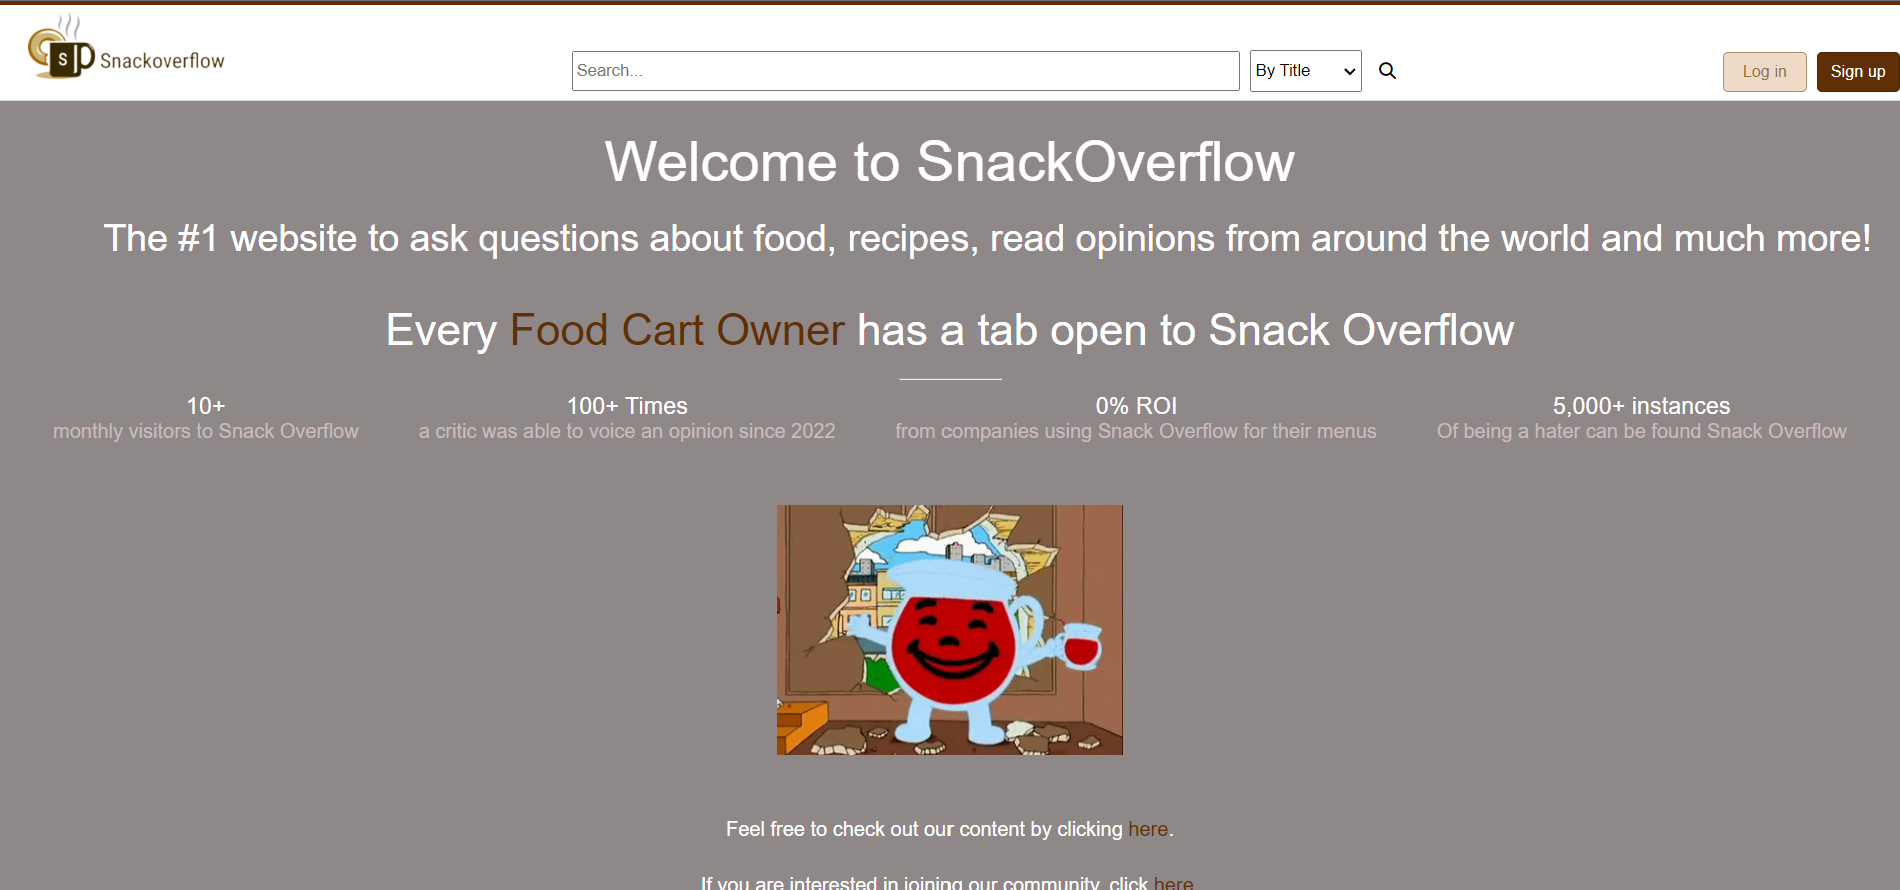 S
Snackoverflow
Search...
By Title
Log in
Sign up
Welcome to SnackOverflow
The #1 website to ask questions about food, recipes, read opinions from around the world and much more!
Every Food Cart Owner has a tab open to Snack Overflow
10+
monthly visitors to Snack Overflow
100+ Times
a critic was able to voice an opinion since 2022
0% ROI
from companies using Snack Overflow for their menus
5,000+ instances
Of being a hater can be found Snack Overflow
Feel free to check out our content by clicking here.
If you are interested in joining our community, click here